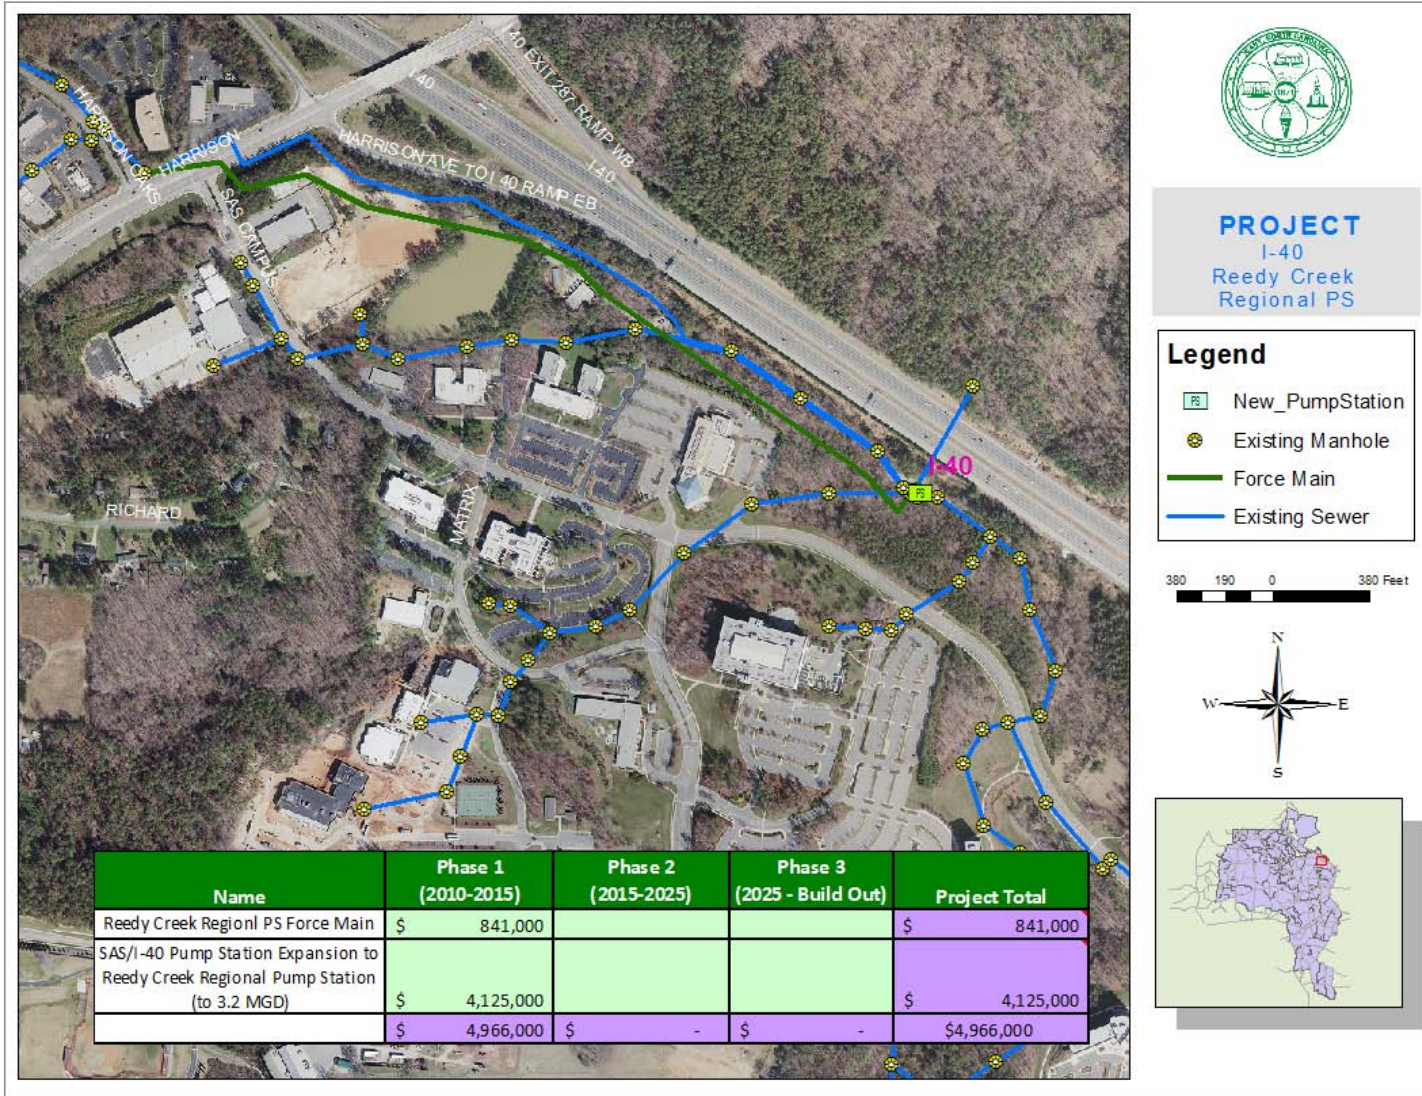 I-40 EXIT 287 RAMP WB
I-40
HARRISON OAKS
HARRISON
HARRISON AVE TO I 40 RAMP EB
I-40
SAS CAMPUS
I-40
PS
RICHARD
MATRIX
1871
PROJECT
I-40
Reedy Creek
Regional PS
Legend
PS New_PumpStation
Existing Manhole
Force Main
Existing Sewer
380 190 0 380 Feet
N
W E
S
Name Phase 1 (2010-2015) Phase 2 (2015-2025) Phase 3 (2025 - Build Out) Project Total
Reedy Creek Regionl PS Force Main $ 841,000 $ 841,000
SAS/I-40 Pump Station Expansion to
Reedy Creek Regional Pump Station
(to 3.2 MGD) $ 4,125,000 $ 4,125,000
$ 4,966,000 $ - $ - $4,966,000